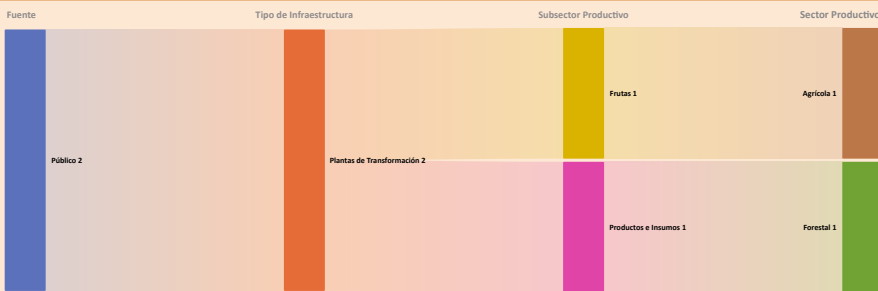 Fuente
Tipo de Infraestructura
Subsector Productivo
Sector Productivo
Frutas 1
Agrícola 1
Público 2
Plantas de Transformación 2
Productos e Insumos 1
Forestal 1